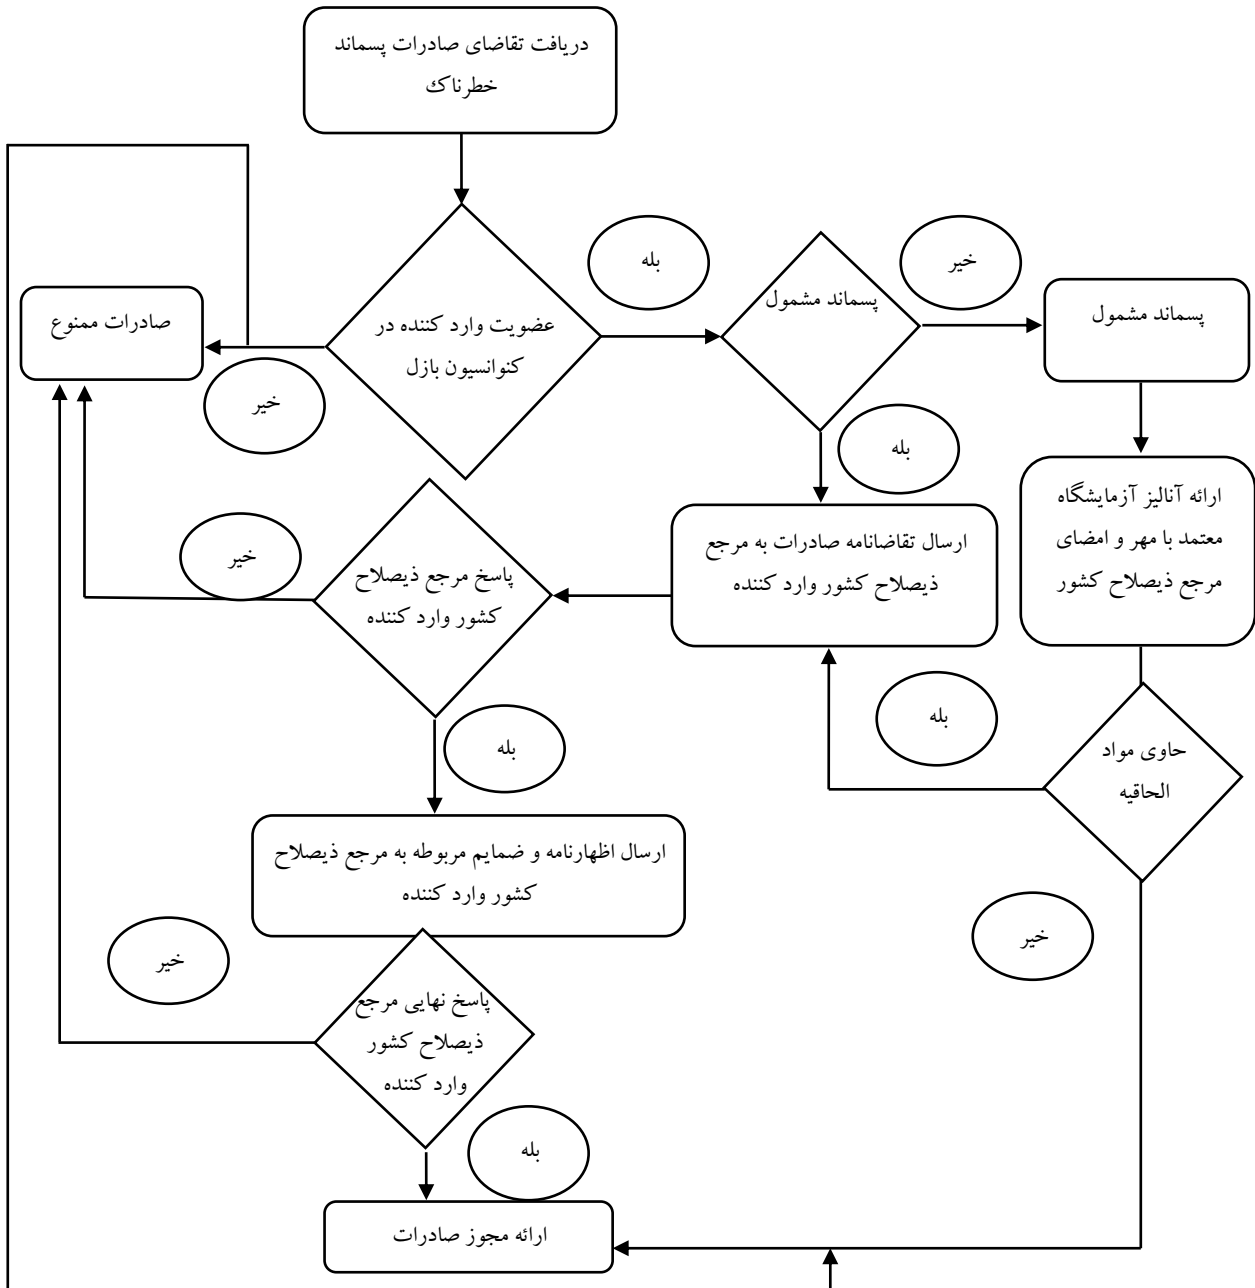 دریافت تقاضای صادرات پسماند
خطرناک
عضویت وارد کننده در
کنوانسیون بازل
خیر
صادرات ممنوع
بله
پسماند مشمول
خیر
پسماند مشمول
بله
ارائه آنالیز آزمایشگاه
معتمد با مهر و امضای
مرجع ذیصلاح کشور
ارسال تقاضانامه صادرات به مرجع
ذیصلاح کشور وارد کننده
پاسخ مرجع ذیصلاح
کشور وارد کننده
خیر
بله
حاوی مواد
الحاقیه
بله
خیر
ارسال اظهارنامه و ضمایم مربوطه به مرجع ذیصلاح
کشور وارد کننده
پاسخ نهایی مرجع
ذیصلاح کشور
وارد کننده
خیر
بله
ارائه مجوز صادرات